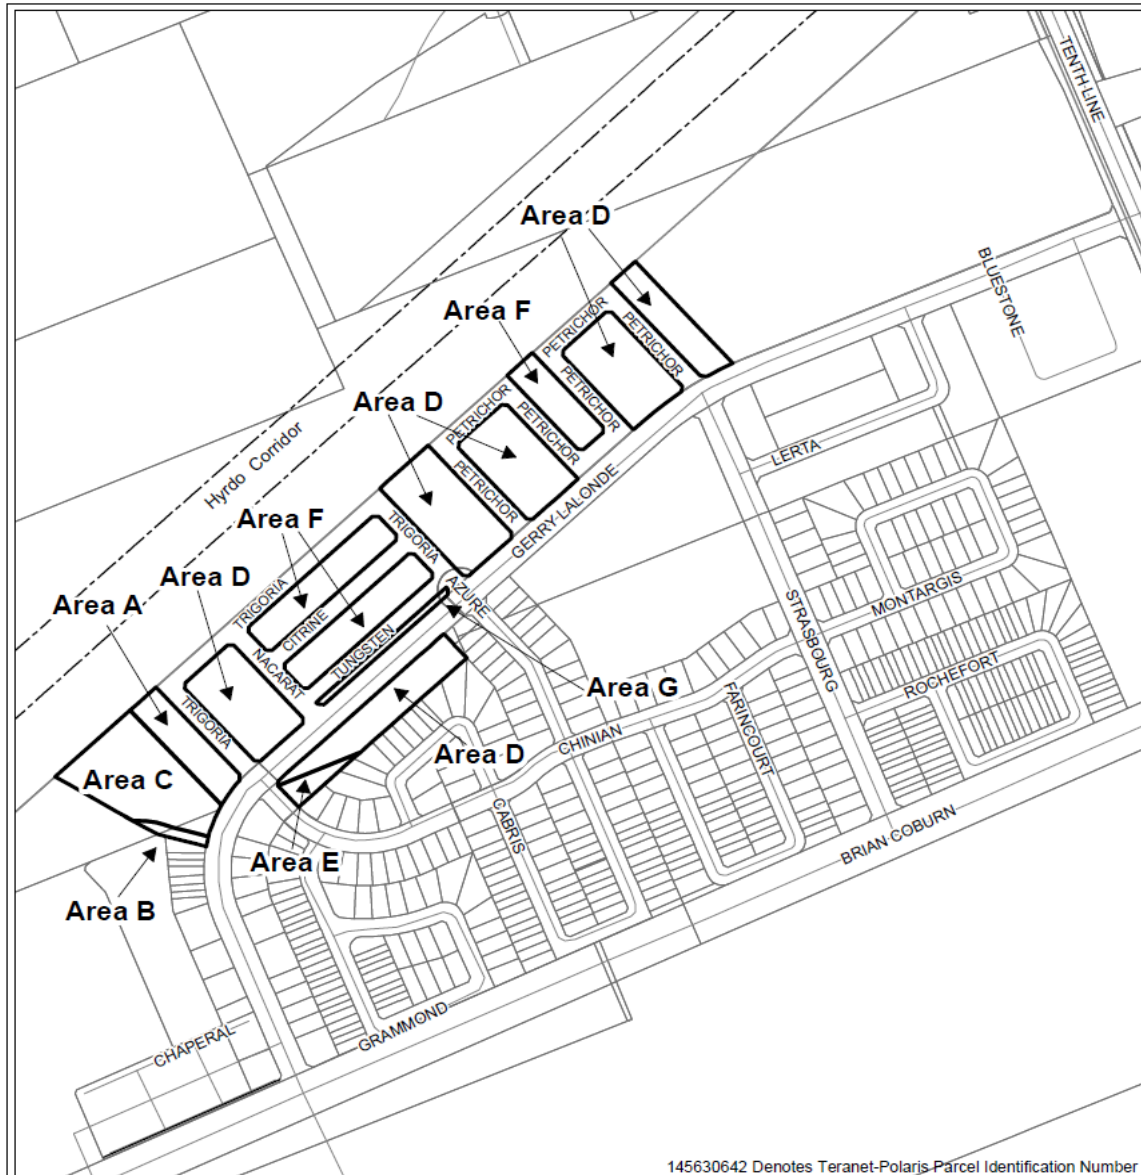 TENTH LINE
Area D
BLUESTONE
Area F
PETRICHOR
PETRICHOR
Area D
PETRICHOR
PETRICHOR
PETRICHOR
PETRICHOR
Hyrdo Corridor
LERTA
GERRY LALONDE
Area F
TRIGORIA
Area D
AZURE
MONTARGIS
TRIGORIA
Area A
CITRINE
STRASBOURG
TUNGSTEN
NACARAT
ROCHEFORT
Area G
TRIGORIA
FARINCOURT
CHINIAN
Area D
Area C
CABRIS
BRIAN COBURN
Area E
Area B
GRAMMOND
CHAPERAL
145630642 Denotes Teranet-Polaris Parcel Identification Number